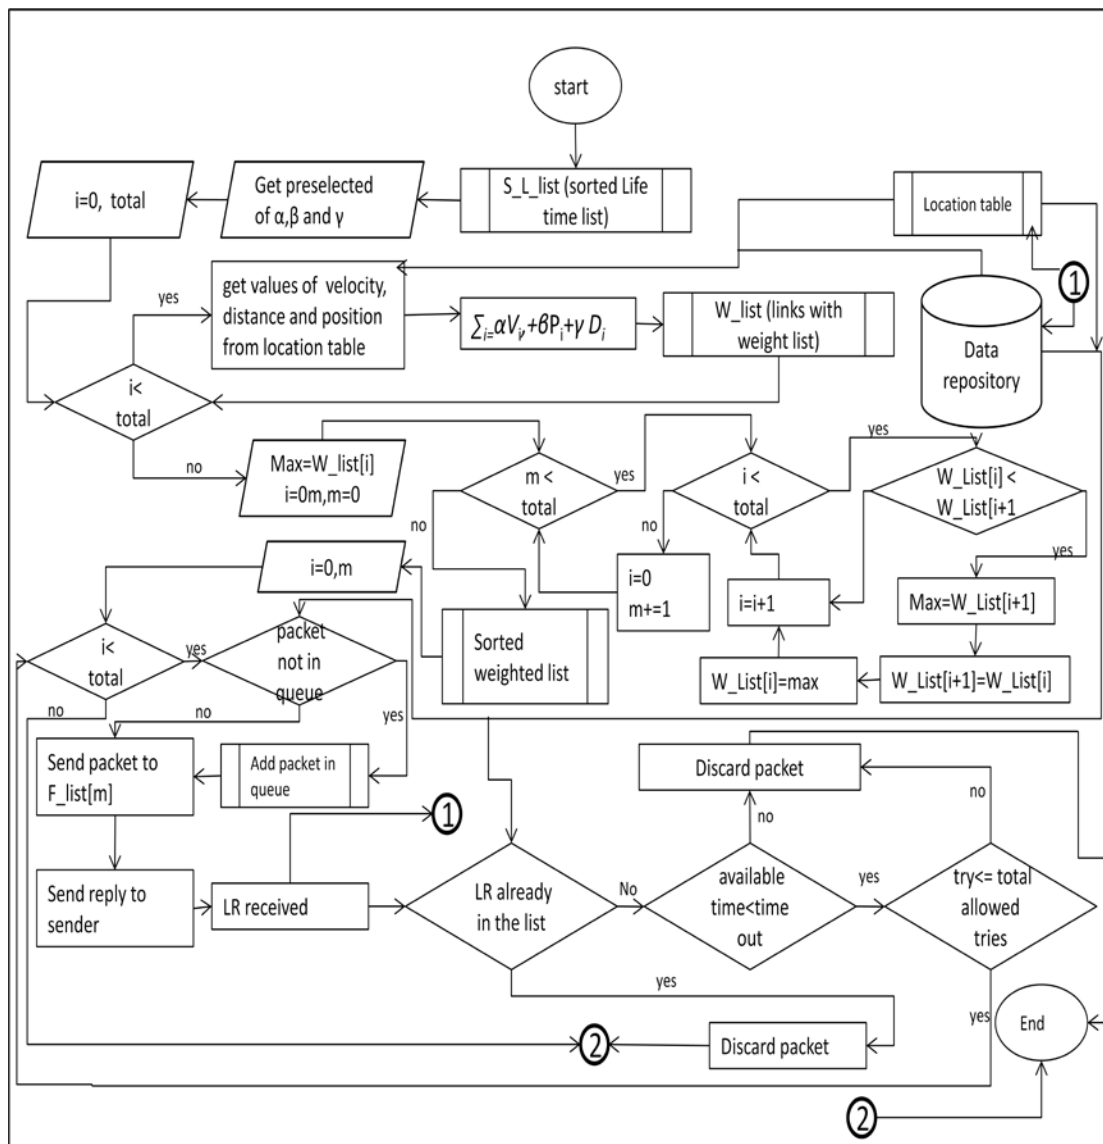 start
S_L_list (sorted Life
time list)
Get preselected
of α,β and γ
i=0, total
Location table
1
get values of velocity,
distance and position
from location table
yes
∑i=αVi,+βPi+γ Di
W_list (links with
weight list)
Data
repository
i<
total
no
Max=W_list[i]
i=0m,m=0
m <
total
yes
no
i <
total
yes
no
W_List[i] <
W_List[i+1
yes
i=0
m+=1
i=i+1
Max=W_List[i+1]
W_List[i+1]=W_List[i]
W_List[i]=max
Sorted
weighted list
i=0,m
i<
total
yes
no
packet
not in
queue
no
yes
Send packet to
F_list[m]
Add packet in
queue
Send reply to
sender
LR received
1
LR already
in the list
No
yes
available
time<time
out
no
yes
Discard packet
try<= total
allowed
tries
no
yes
Discard packet
2
End
2